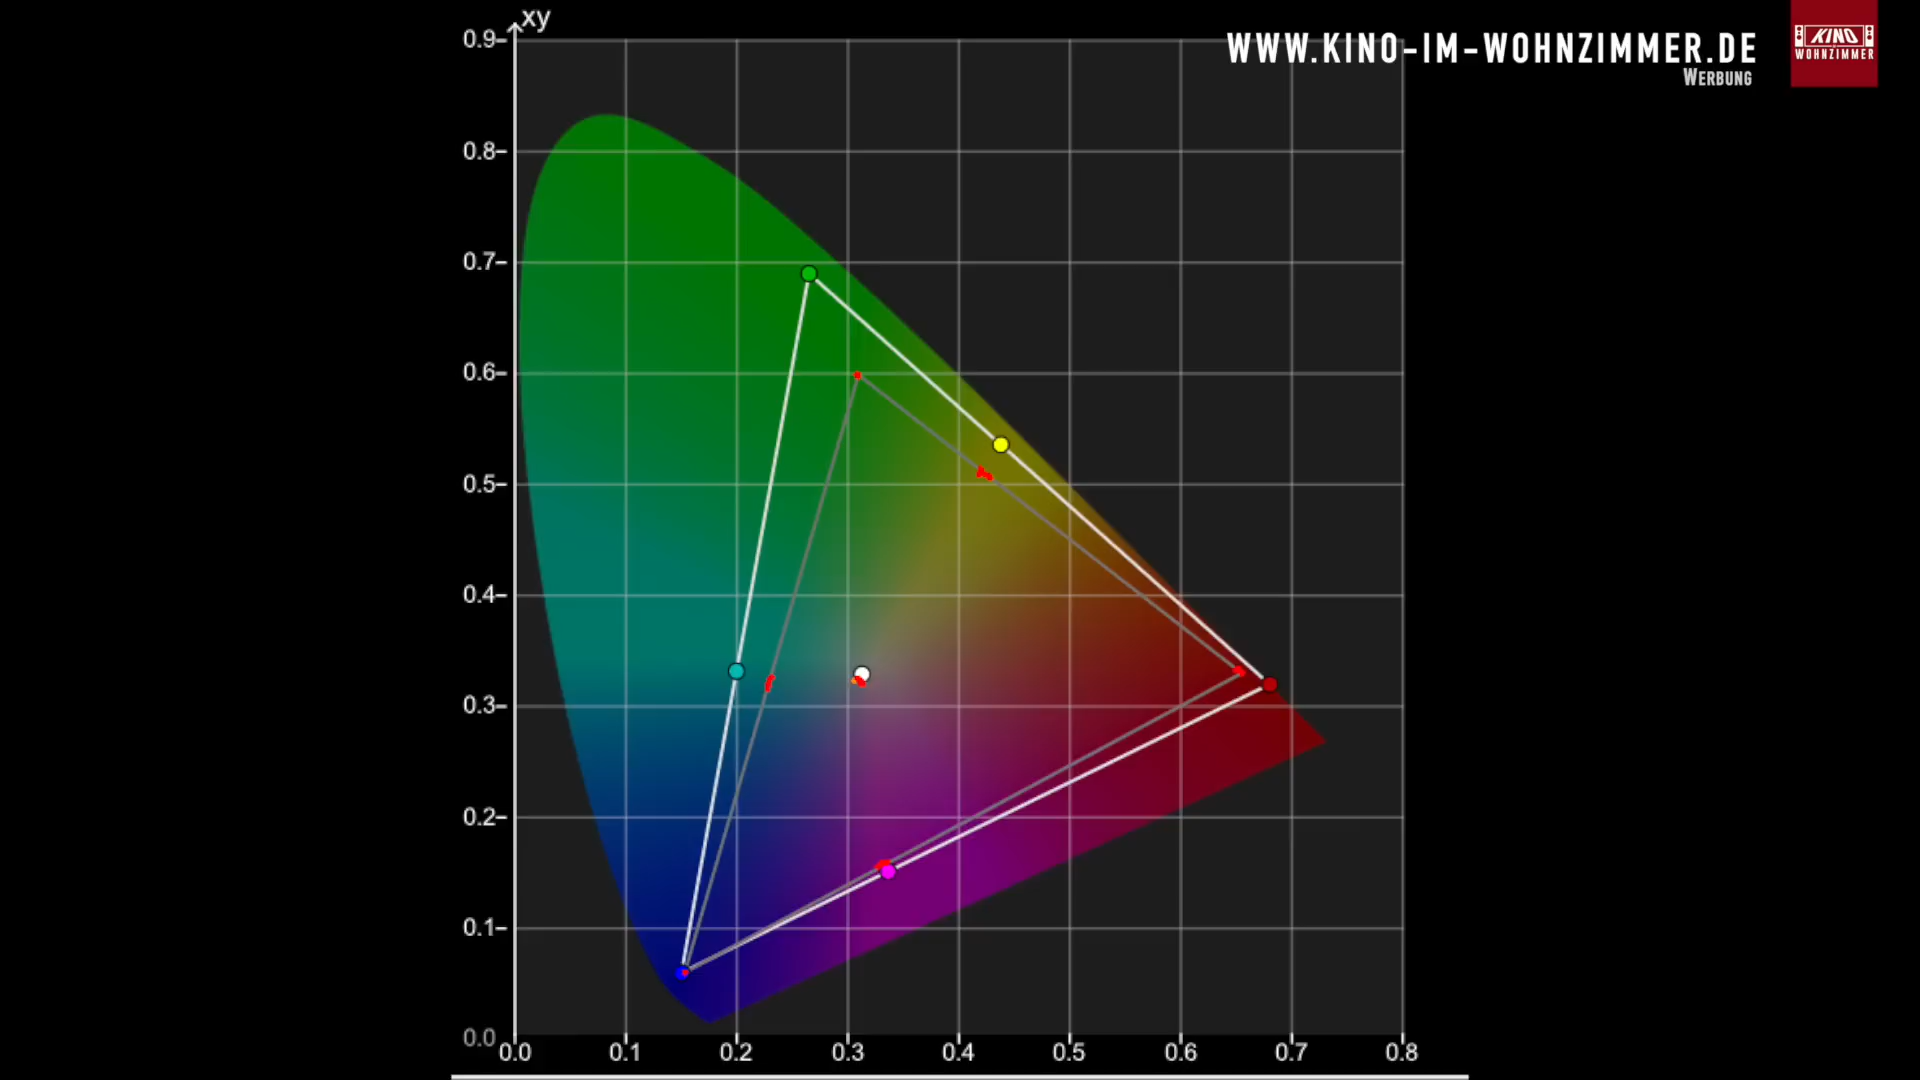 xy
WWW.KINO-IM-WOHNZIMMER.DE
WERBUNG
KINO
WOHNZIMMER
0.9
0.8
0.7
0.6
0.5
0.4
0.3
0.2
0.1
0.0
0.0 0.1 0.2 0.3 0.4 0.5 0.6 0.7 0.8